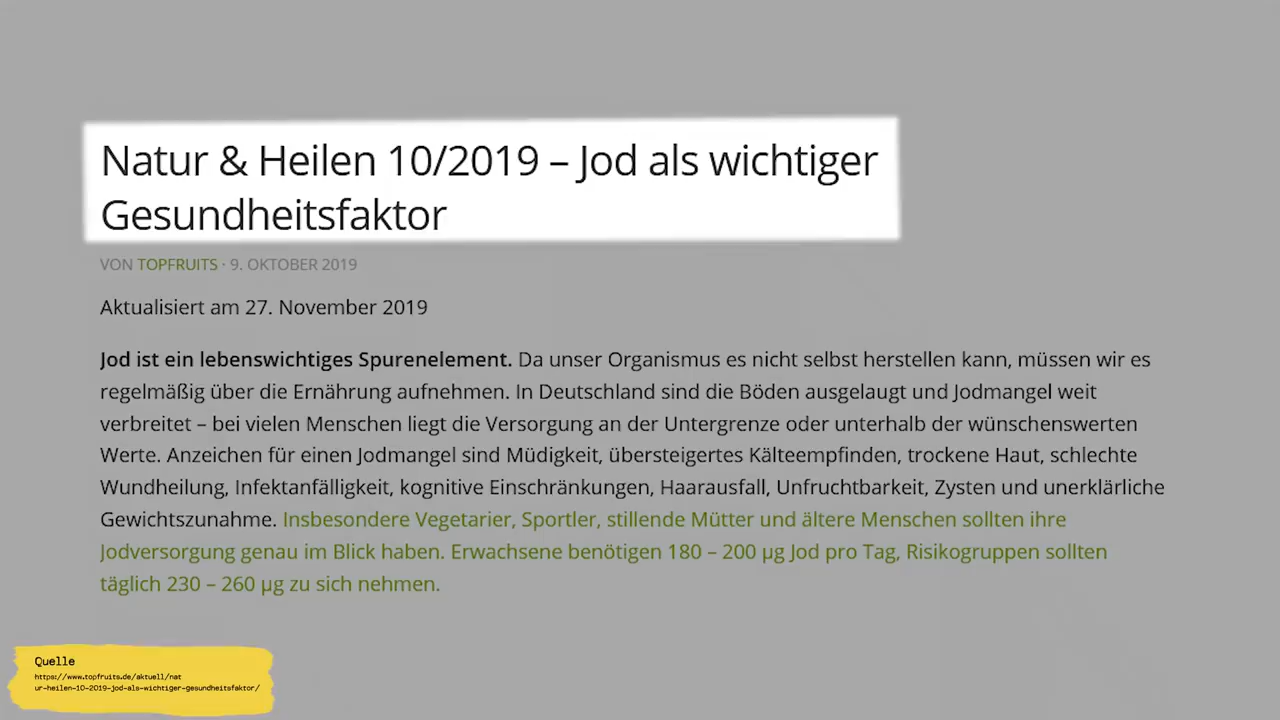 Natur & Heilen 10/2019 – Jod als wichtiger
Gesundheitsfaktor
VON TOPFRUITS · 9. OKTOBER 2019
Aktualisiert am 27. November 2019
Jod ist ein lebenswichtiges Spurenelement. Da unser Organismus es nicht selbst herstellen kann, müssen wir es
regelmäßig über die Ernährung aufnehmen. In Deutschland sind die Böden ausgelaugt und Jodmangel weit
verbreitet – bei vielen Menschen liegt die Versorgung an der Untergrenze oder unterhalb der wünschenswerten
Werte. Anzeichen für einen Jodmangel sind Müdigkeit, übersteigertes Kälteempfinden, trockene Haut, schlechte
Wundheilung, Infektanfälligkeit, kognitive Einschränkungen, Haarausfall, Unfruchtbarkeit, Zysten und unerklärliche
Gewichtszunahme. Insbesondere Vegetarier, Sportler, stillende Mütter und ältere Menschen sollten ihre
Jodversorgung genau im Blick haben. Erwachsene benötigen 180 – 200 µg Jod pro Tag, Risikogruppen sollten
täglich 230 – 260 µg zu sich nehmen.
Quelle
https://www.topfruits.de/aktuell/nat
ur-heilen-10-2019-jod-als-wichtiger-gesundheitsfaktor/